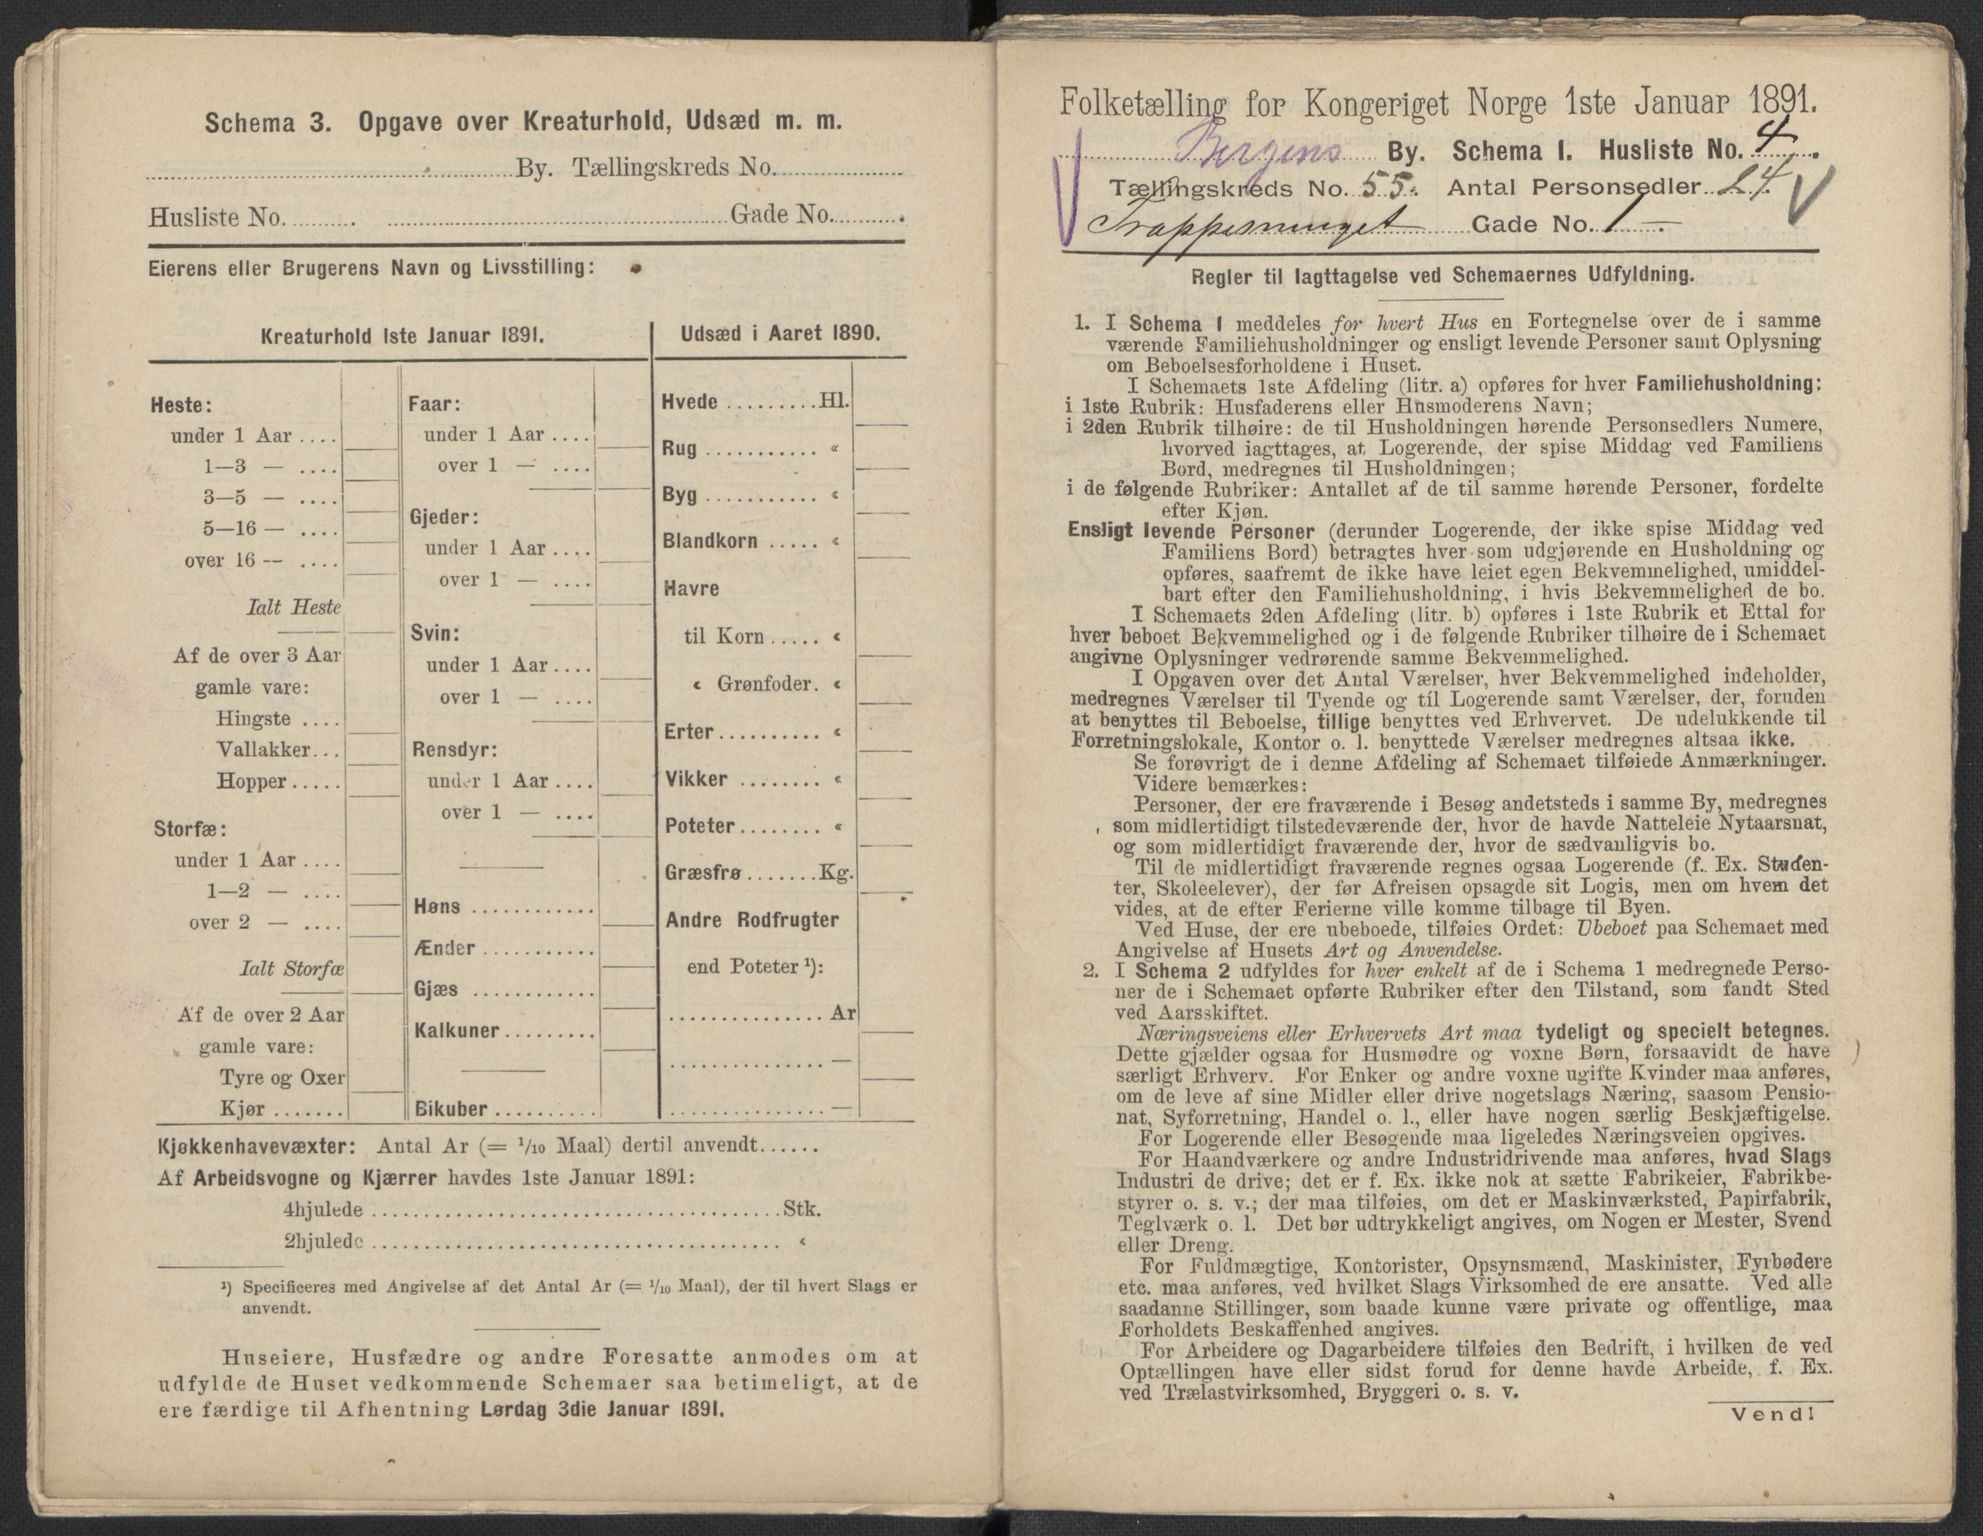 Schema 3. Opgave over Kreaturhold, Udsæd m. m.
By. Tællingskreds No.
Husliste No. Gade No.
Eierens eller Brugerens Navn og Livsstilling:
Kreaturhold 1ste Januar 1891.
Heste:
under 1 Aar ....
1—3 — ....
3—5 — ....
5—16 — ....
over 16 — ....
Ialt Heste
Af de over 3 Aar
gamle vare:
Hingste ....
Vallakker...
Hopper.....
Storfæ:
under 1 Aar ....
1—2 — ....
over 2 — ....
Ialt Storfæ
Af de over 2 Aar
gamle vare:
Tyre og Oxer
Kjør.......
Faar:
under 1 Aar ....
over 1 — ....
Gjeder:
under 1 Aar ....
over 1 — ....
Svin:
under 1 Aar ....
over 1 — ....
Rensdyr:
under 1 Aar ....
over 1 — ....
Høns ............
Ænder ...........
Gjæs ............
Kalkuner.........
Bikuber ..........
Udsæd i Aaret 1890.
Hvede .........Hl.
Rug ........... «
Byg ........... «
Blandkorn ..... «
Havre
til Korn ..... «
« Grønfoder. «
Erter.......... «
Vikker ........ «
Poteter........ «
Græsfrø.......Kg.
Andre Rodfrugter
end Poteter ¹):
............... Ar
............... —
............... —
Kjøkkenhavevæxter: Antal Ar (= 1/10 Maal) dertil anvendt......
Af Arbeidsvogne og Kjærrer havdes 1ste Januar 1891:
4hjulede ......................................Stk.
2hjulede ...................................... «
¹) Specificeres med Angivelse af det Antal Ar (= 1/10 Maal), der til hvert Slags er
anvendt.
Huseiere, Husfædre og andre Foresatte anmodes om at
udfylde de Huset vedkommende Schemaer saa betimeligt, at de
ere færdige til Afhentning Lørdag 3die Januar 1891.
Folketælling for Kongeriget Norge 1ste Januar 1891.
Bergens By. Schema 1. Husliste No. 4
Tællingskreds No. 55. Antal Personsedler 24.
Trappesmuget Gade No. 1 —
Regler til Iagttagelse ved Schemaernes Udfyldning.
1. I Schema 1 meddeles for hvert Hus en Fortegnelse over de i samme
værende Familiehusholdninger og ensligt levende Personer samt Oplysning
om Beboelsesforholdene i Huset.
I Schemaets 1ste Afdeling (litr. a) opføres for hver Familiehusholdning:
i 1ste Rubrik: Husfaderens eller Husmoderens Navn;
i 2den Rubrik tilhøire: de til Husholdningen hørende Personsedlers Numere,
hvorved iagttages, at Logerende, der spise Middag ved Familiens
Bord, medregnes til Husholdningen;
i de følgende Rubriker: Antallet af de til samme hørende Personer, fordelte
efter Kjøn.
Ensligt levende Personer (derunder Logerende, der ikke spise Middag ved
Familiens Bord) betragtes hver som udgjørende en Husholdning og
opføres, saafremt de ikke have leiet egen Bekvemmelighed, umiddel-
bart efter den Familiehusholdning, i hvis Bekvemmelighed de bo.
I Schemaets 2den Afdeling (litr. b) opføres i 1ste Rubrik et Ettal for
hver beboet Bekvemmelighed og i de følgende Rubriker tilhøire de i Schemaet
angivne Oplysninger vedrørende samme Bekvemmelighed.
I Opgaven over det Antal Værelser, hver Bekvemmelighed indeholder,
medregnes Værelser til Tyende og til Logerende samt Værelser, der, foruden
at benyttes til Beboelse, tillige benyttes ved Erhvervet. De udelukkende til
Forretningslokale, Kontor o. l. benyttede Værelser medregnes altsaa ikke.
Se forøvrigt de i denne Afdeling af Schemaet tilføiede Anmærkninger.
Videre bemærkes:
Personer, der ere fraværende i Besøg andetsteds i samme By, medregnes
som midlertidigt tilstedeværende der, hvor de havde Natteleie Nytaarsnat,
og som midlertidigt fraværende der, hvor de sædvanligvis bo.
Til de midlertidigt fraværende regnes ogsaa Logerende (f. Ex. Studen-
ter, Skoleelever), der før Afreisen opsagde sit Logis, men om hvem det
vides, at de efter Ferierne ville komme tilbage til Byen.
Ved Huse, der ere ubeboede, tilføies Ordet: Ubeboet paa Schemaet med
Angivelse af Husets Art og Anvendelse.
2. I Schema 2 udfyldes for hver enkelt af de i Schema 1 medregnede Perso-
ner de i Schemaet opførte Rubriker efter den Tilstand, som fandt Sted
ved Aarsskiftet.
Næringsveiens eller Erhvervets Art maa tydeligt og specielt betegnes.
Dette gjælder ogsaa for Husmødre og voxne Børn, forsaavidt de have
særligt Erhverv. For Enker og andre voxne ugifte Kvinder maa anføres,
om de leve af sine Midler eller drive nogetslags Næring, saasom Pensio-
nat, Syforretning, Handel o. l., eller have nogen særlig Beskjæftigelse.
For Logerende eller Besøgende maa ligeledes Næringsveien opgives.
For Haandværkere og andre Industridrivende maa anføres, hvad Slags
Industri de drive; det er f. Ex. ikke nok at sætte Fabrikeier, Fabrikbe-
styrer o. s. v.; der maa tilføies, om det er Maskinværksted, Papirfabrik,
Teglværk o. l. Det bør udtrykkeligt angives, om Nogen er Mester, Svend
eller Dreng.
For Fuldmægtige, Kontorister, Opsynsmænd, Maskinister, Fyrbødere
etc. maa anføres, ved hvilket Slags Virksomhed de ere ansatte. Ved alle
saadanne Stillinger, som baade kunne være private og offentlige, maa
Forholdets Beskaffenhed angives.
For Arbeidere og Dagarbeidere tilføies den Bedrift, i hvilken de ved
Optællingen have eller sidst forud for denne havde Arbeide, f. Ex.
ved Trælastvirksomhed, Bryggeri o. s. v.
Vend!